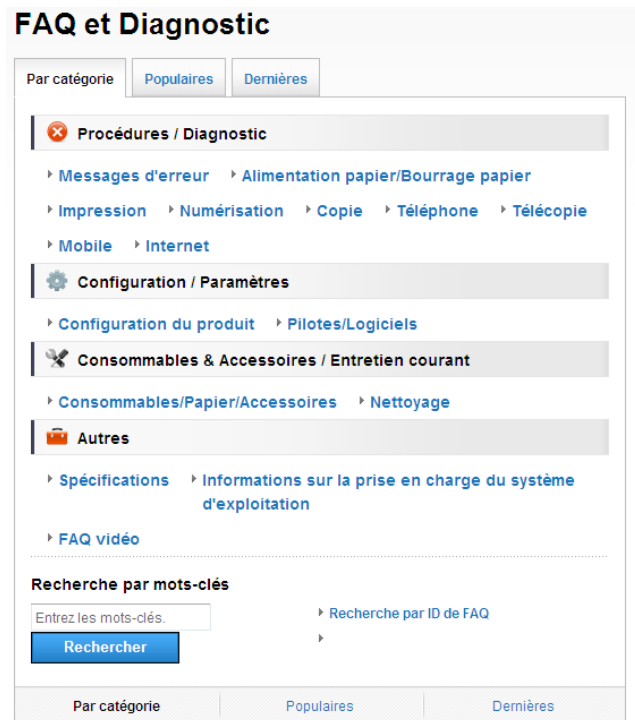 FAQ et Diagnostic
Par catégorie Populaires Dernières
Procédures / Diagnostic
Messages d'erreur Alimentation papier/Bourrage papier
Impression Numérisation Copie Téléphone Télécopie
Mobile Internet
Configuration / Paramètres
Configuration du produit Pilotes/Logiciels
Consommables & Accessoires / Entretien courant
Consommables/Papier/Accessoires Nettoyage
Autres
Spécifications Informations sur la prise en charge du système
d'exploitation
FAQ vidéo
Recherche par mots-clés
Entrez les mots-clés. Recherche par ID de FAQ
Rechercher
Par catégorie Populaires Dernières